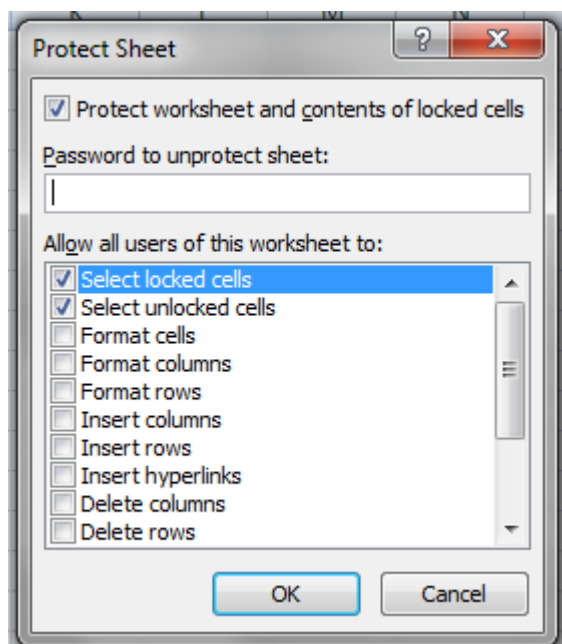 Protect Sheet
Protect worksheet and contents of locked cells
Password to unprotect sheet:
Allow all users of this worksheet to:
Select locked cells
Select unlocked cells
Format cells
Format columns
Format rows
Insert columns
Insert rows
Insert hyperlinks
Delete columns
Delete rows
OK Cancel